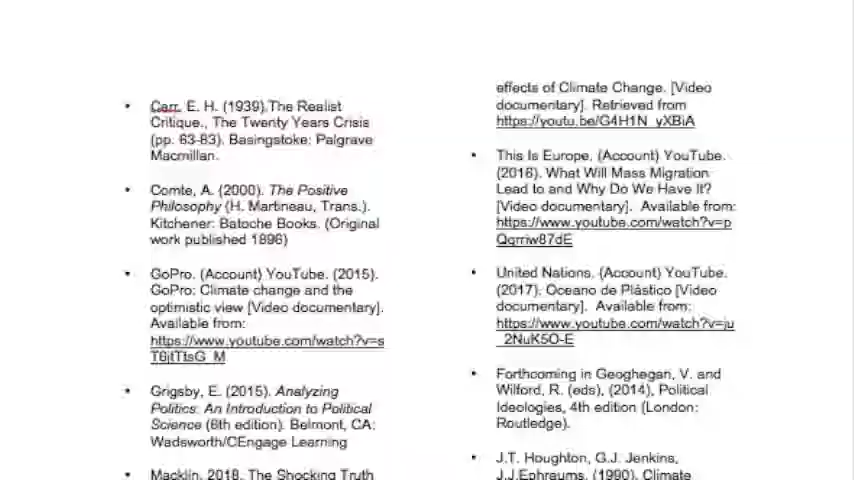 Carr, E. H. (1939).The Realist
Critique., The Twenty Years Crisis
(pp. 63-83). Basingstoke: Palgrave
Macmillan.
Comte, A. (2000). The Positive
Philosophy (H. Martineau, Trans.).
Kitchener: Batoche Books. (Original
work published 1896)
GoPro. (Account) YouTube. (2015).
GoPro: Climate change and the
optimistic view [Video documentary].
Available from:
https://www.youtube.com/watch?v=s
T6jtTtsG_M
Grigsby, E. (2015). Analyzing
Politics: An Introduction to Political
Science (6th edition). Belmont, CA:
Wadsworth/CEngage Learning
Macklin. 2018. The Shocking Truth
effects of Climate Change. [Video
documentary]. Retrieved from
https://youtu.be/G4H1N_yXBiA
This Is Europe. (Account) YouTube.
(2016). What Will Mass Migration
Lead to and Why Do We Have It?
[Video documentary]. Available from:
https://www.youtube.com/watch?v=p
Qqrriw87dE
United Nations. (Account) YouTube.
(2017). Oceano de Plástico [Video
documentary]. Available from:
https://www.youtube.com/watch?v=ju
_2NuK5O-E
Forthcoming in Geoghegan, V. and
Wilford, R. (eds), (2014), Political
Ideologies, 4th edition (London:
Routledge).
J.T. Houghton, G.J. Jenkins,
J.J.Ephraums. (1990). Climate